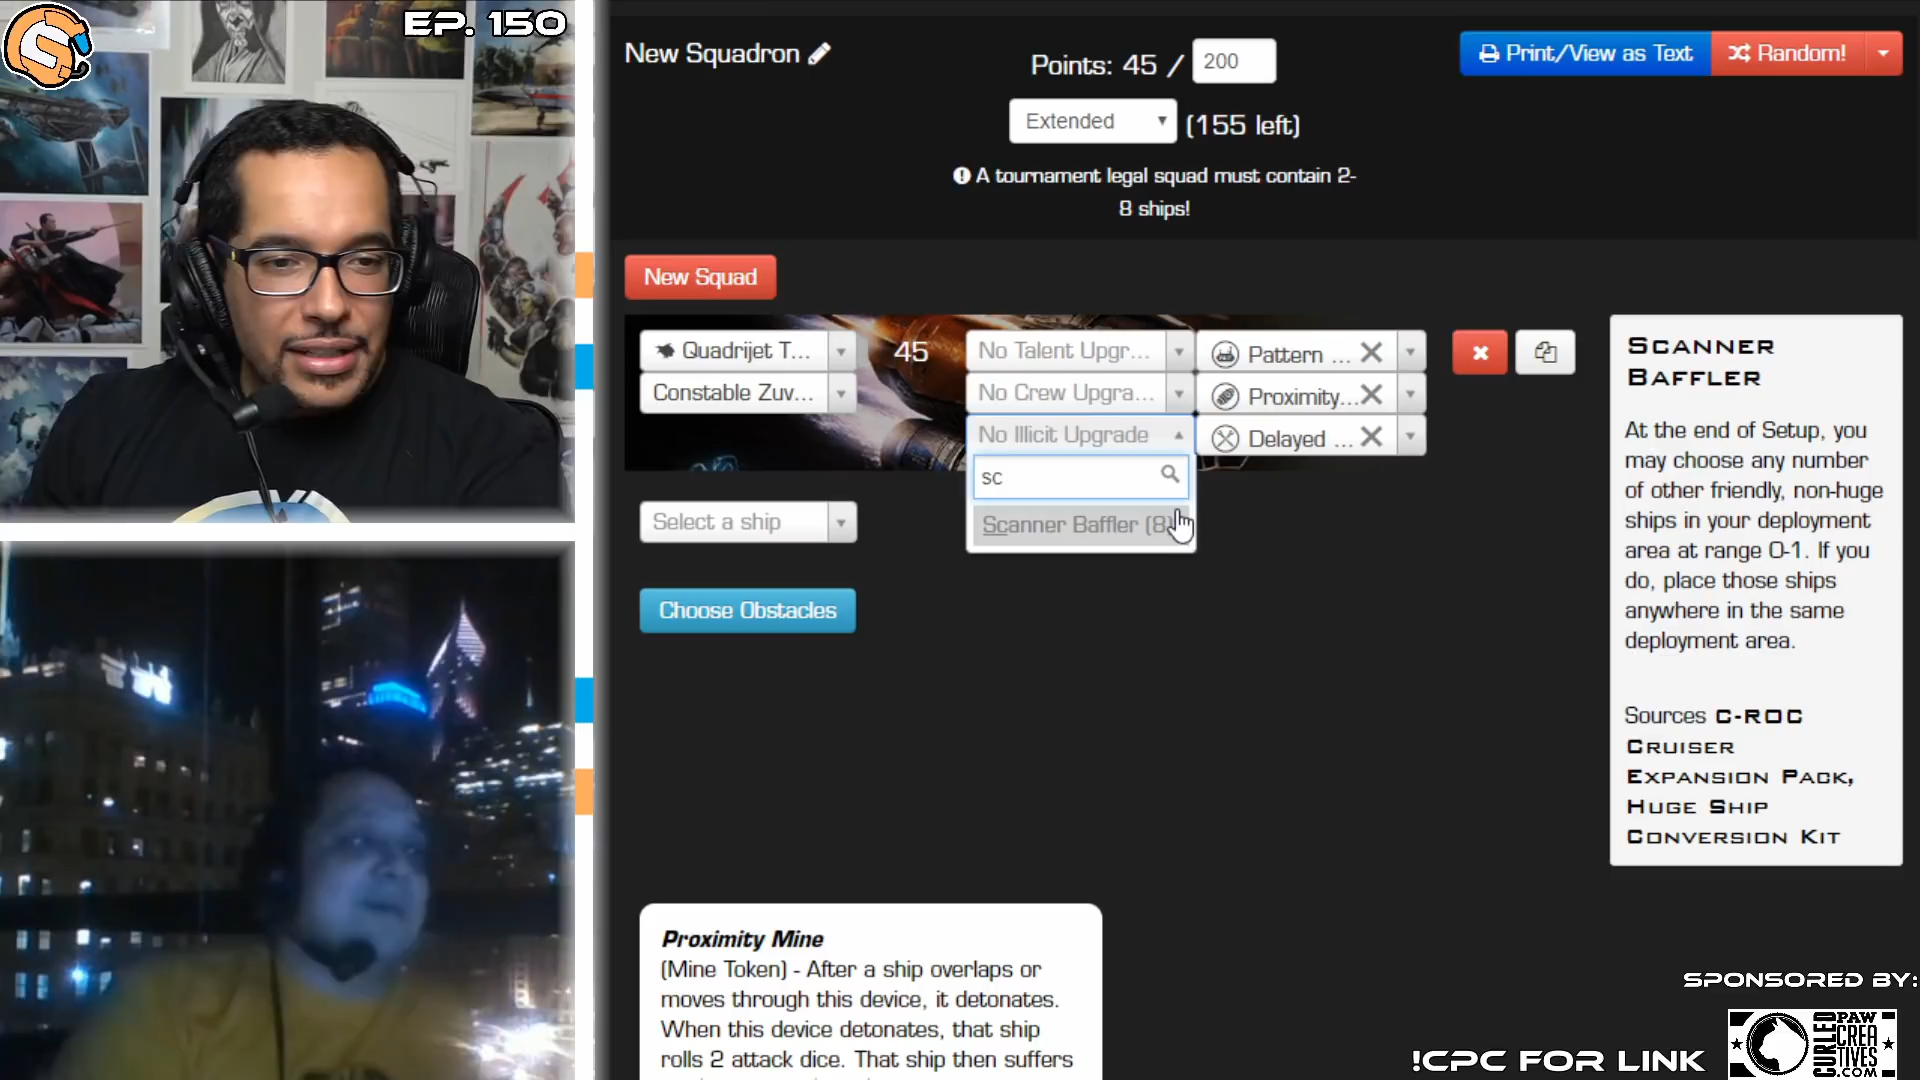 EP. 150
New Squadron
Points: 45 / 200
Extended
(155 left)
A tournament legal squad must contain 2-
8 ships!
Print/View as Text
Random!
New Squad
Quadrijet T...
45
No Talent Upgr...
Pattern ...
Constable Zuv...
No Crew Upgra...
Proximity...
No Illicit Upgrade
Delayed ...
sc
Scanner Baffler (8)
Select a ship
Choose Obstacles
SCANNER
BAFFLER
At the end of Setup, you
may choose any number
of other friendly, non-huge
ships in your deployment
area at range 0-1. If you
do, place those ships
anywhere in the same
deployment area.
Sources C-ROC
CRUISER
EXPANSION PACK,
HUGE SHIP
CONVERSION KIT
Proximity Mine
(Mine Token) - After a ship overlaps or
moves through this device, it detonates.
When this device detonates, that ship
rolls 2 attack dice. That ship then suffers
SPONSORED BY:
!CPC FOR LINK
CURLED
PAW
CREA
TIVES
.COM